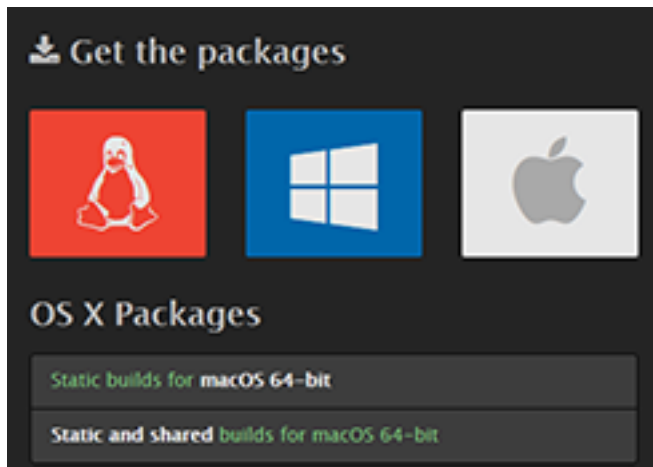 Get the packages
OS X Packages
Static builds for macOS 64-bit
Static and shared builds for macOS 64-bit